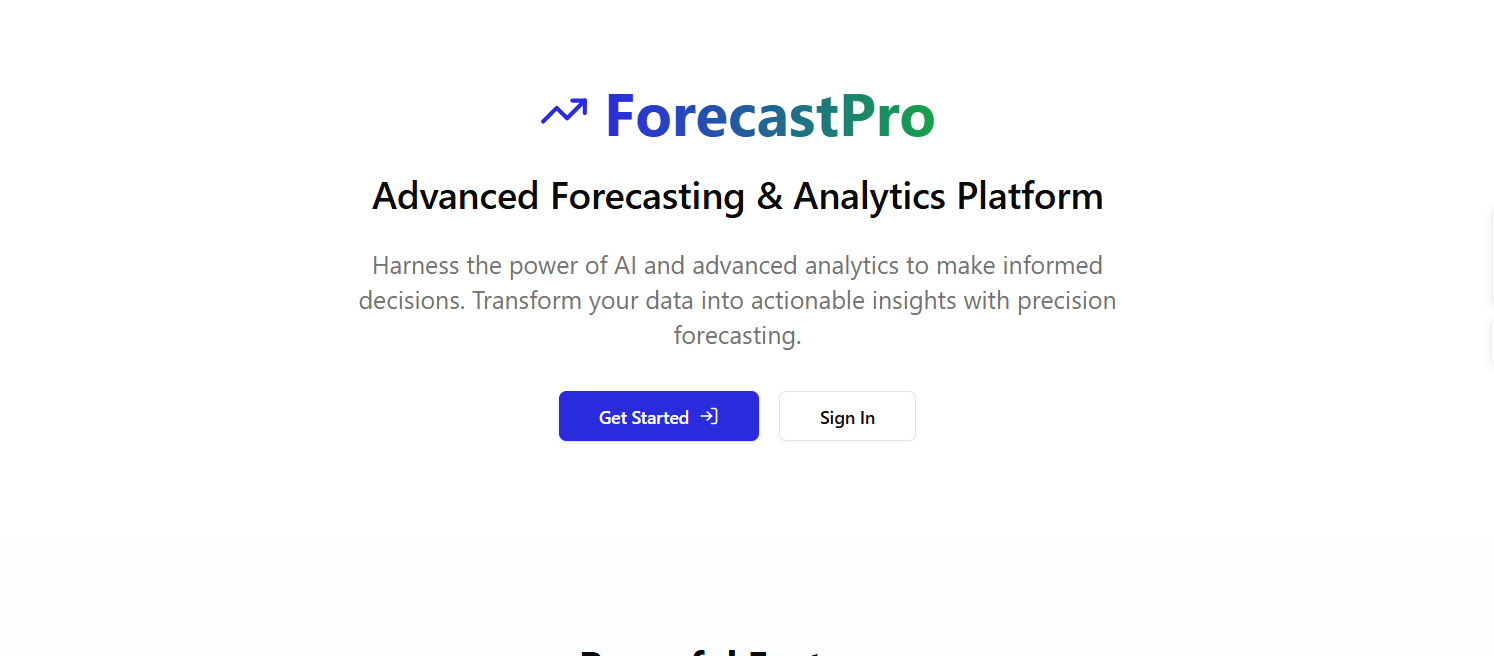 ForecastPro
Advanced Forecasting & Analytics Platform
Harness the power of AI and advanced analytics to make informed
decisions. Transform your data into actionable insights with precision
forecasting.
Get Started
Sign In